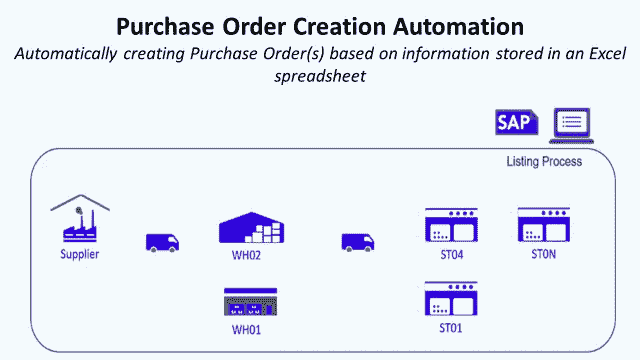 Purchase Order Creation Automation
Automatically creating Purchase Order(s) based on information stored in an Excel
spreadsheet
SAP
Listing Process
Supplier
WH02
ST04
ST0N
WH01
ST01